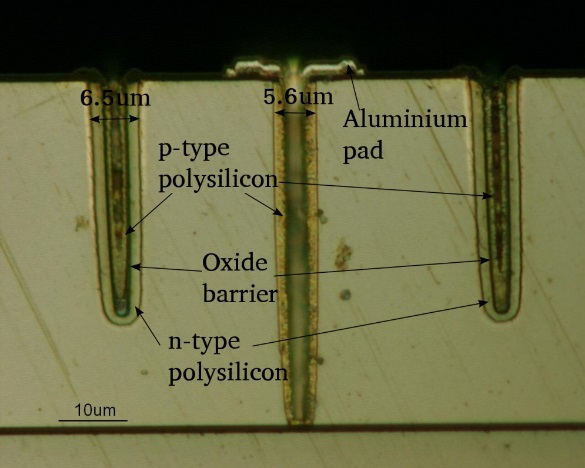 6.5um
5.6um
Aluminium
pad
p-type
polysilicon
Oxide
barrier
n-type
polysilicon
10um